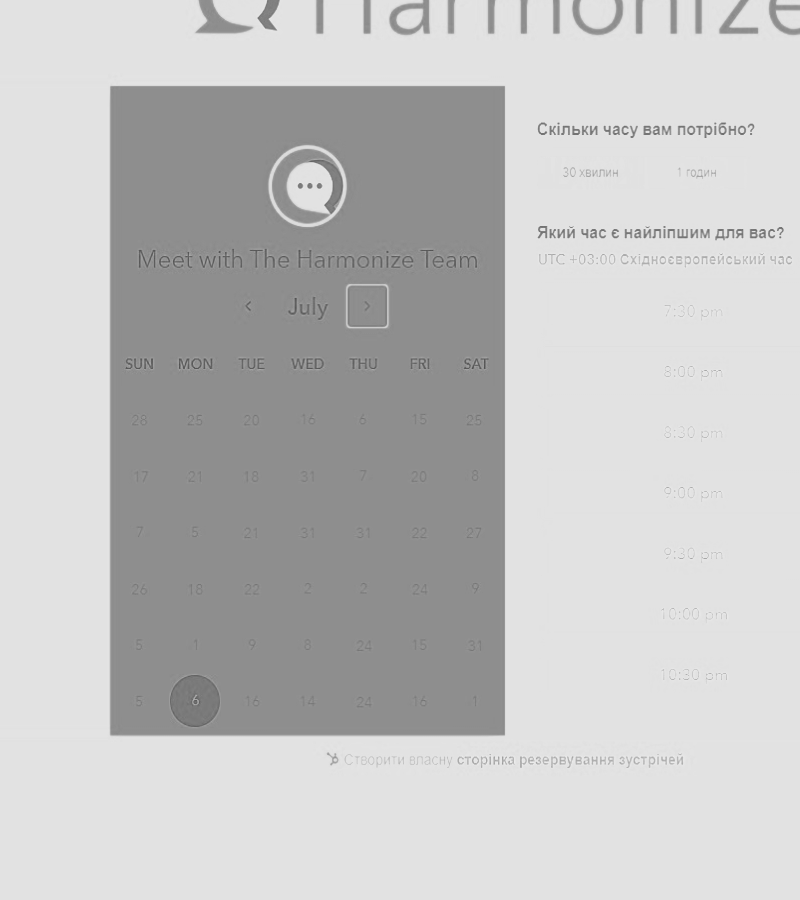 Harmonize
Meet with The Harmonize Team
July
SUN MON TUE WED THU FRI SAT
28 25 20 16 6 15 25
17 21 18 31 7 20 8
7 5 21 31 31 22 27
26 18 22 2 2 24 9
5 1 9 8 24 15 31
5 6 16 14 24 16 1
Скільки часу вам потрібно?
30 хвилин 1 годин
Який час є найліпшим для вас?
UTC +03:00 Східноєвропейський час
7:30 pm
8:00 pm
8:30 pm
9:00 pm
9:30 pm
10:00 pm
10:30 pm
Створити власну сторінка резервування зустрічей